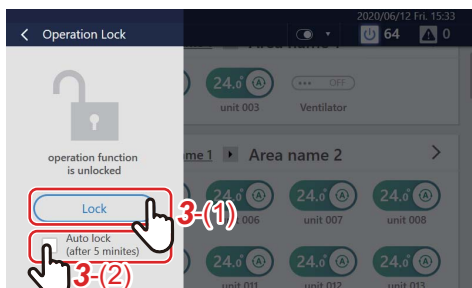 2020/06/12 Fri. 15:33
Operation Lock
64
0
Area name 1
24.0 A
OFF
unit 003
Ventilator
operation function
is unlocked
me 1
Area name 2
Lock
3-(1)
24.0 A
24.0 A
24.0 A
006
unit 007
unit 008
Auto lock
(after 5 minites)
3-(2)
24.0 A
24.0 A
24.0 A
unit 011
unit 012
unit 013